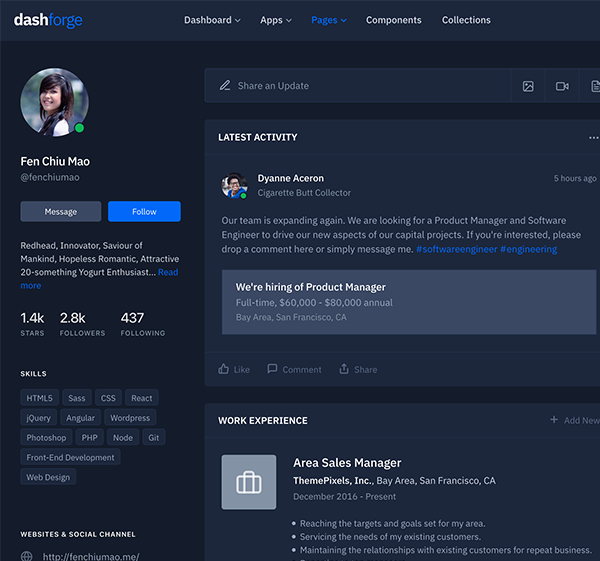 dashforge
Dashboard
Apps
Pages
Components
Collections
Fen Chiu Mao
@fenchiumao
Message
Follow
Redhead, Innovator, Saviour of
Mankind, Hopeless Romantic, Attractive
20-something Yogurt Enthusiast... Read
more
1.4k
STARS
2.8k
FOLLOWERS
437
FOLLOWING
SKILLS
HTML5
Sass
CSS
React
jQuery
Angular
Wordpress
Photoshop
PHP
Node
Git
Front-End Development
Web Design
WEBSITES & SOCIAL CHANNEL
http://fenchiumao.me/
Share an Update
LATEST ACTIVITY
Dyanne Aceron
Cigarette Butt Collector
5 hours ago
Our team is expanding again. We are looking for a Product Manager and Software
Engineer to drive our new aspects of our capital projects. If you're interested, please
drop a comment here or simply message me. #softwareengineer #engineering
We're hiring of Product Manager
Full-time, $60,000 - $80,000 annual
Bay Area, San Francisco, CA
Like
Comment
Share
WORK EXPERIENCE
Add New
Area Sales Manager
ThemePixels, Inc., Bay Area, San Francisco, CA
December 2016 - Present
Reaching the targets and goals set for my area.
Servicing the needs of my existing customers.
Maintaining the relationships with existing customers for repeat business.